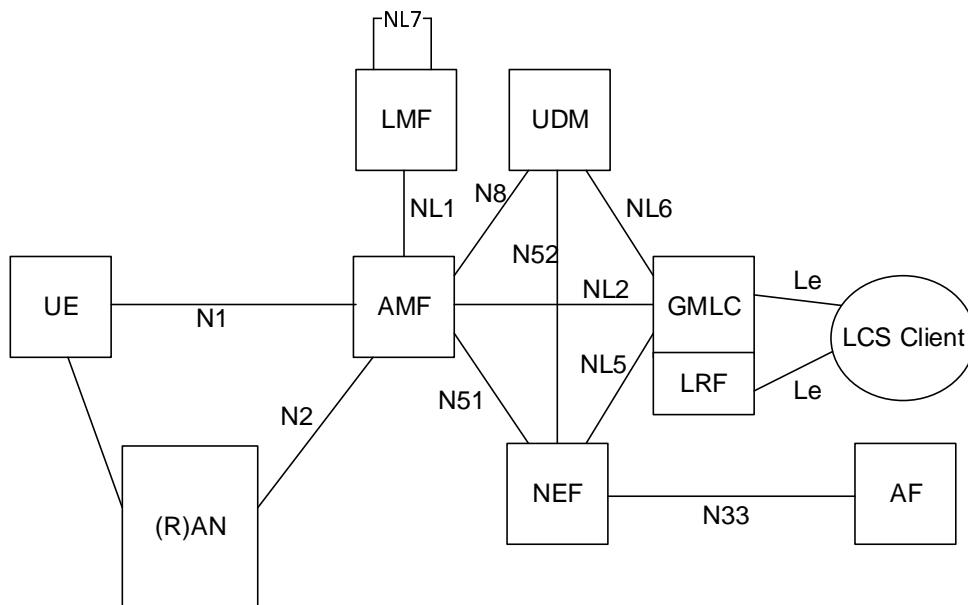 NL7
LMF
UDM
N8
NL1
NL6
N52
UE
AMF
NL2
GMLC
Le
LCS Client
N1
NL5
LRF
Le
N51
N2
NEF
AF
N33
(R)AN